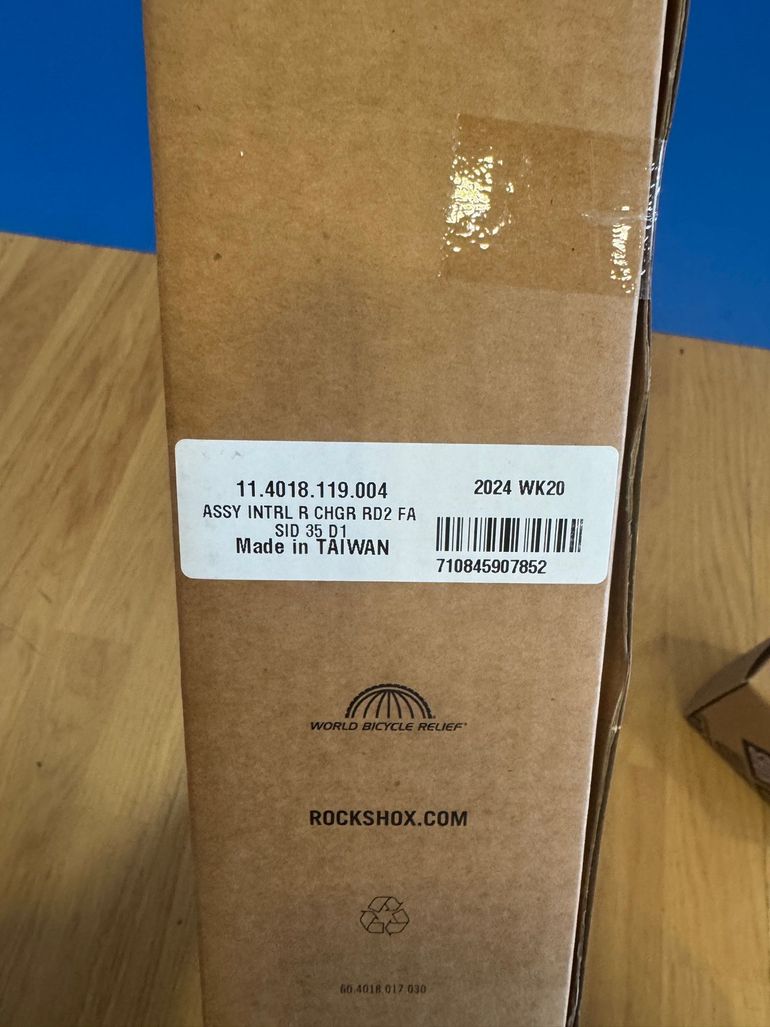 11.4018.119.004
ASSY INTRL R CHGR RD2 FA
SID 35 D1
Made in TAIWAN
2024 WK20
710845907852
WORLD BICYCLE RELIEF
ROCKSHOX.COM
60.4018.017.030